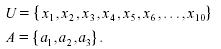 U = {x₁, x₂, x₃, x₄, x₅, x₆, . . . , x₁₀}
A = {a₁, a₂, a₃}.